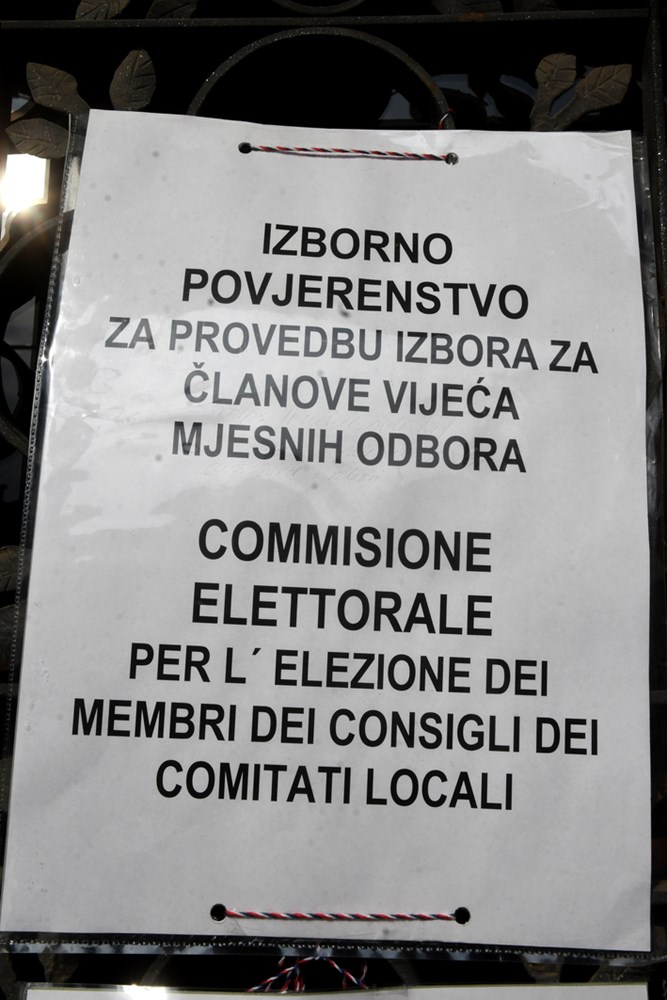 IZBORNO
POVJERENSTVO
ZA PROVEDBU IZBORA ZA
ČLANOVE VIJEĆA
MJESNIH ODBORA
COMMISIONE
ELETTORALE
PER L´ ELEZIONE DEI
MEMBRI DEI CONSIGLI DEI
COMITATI LOCALI